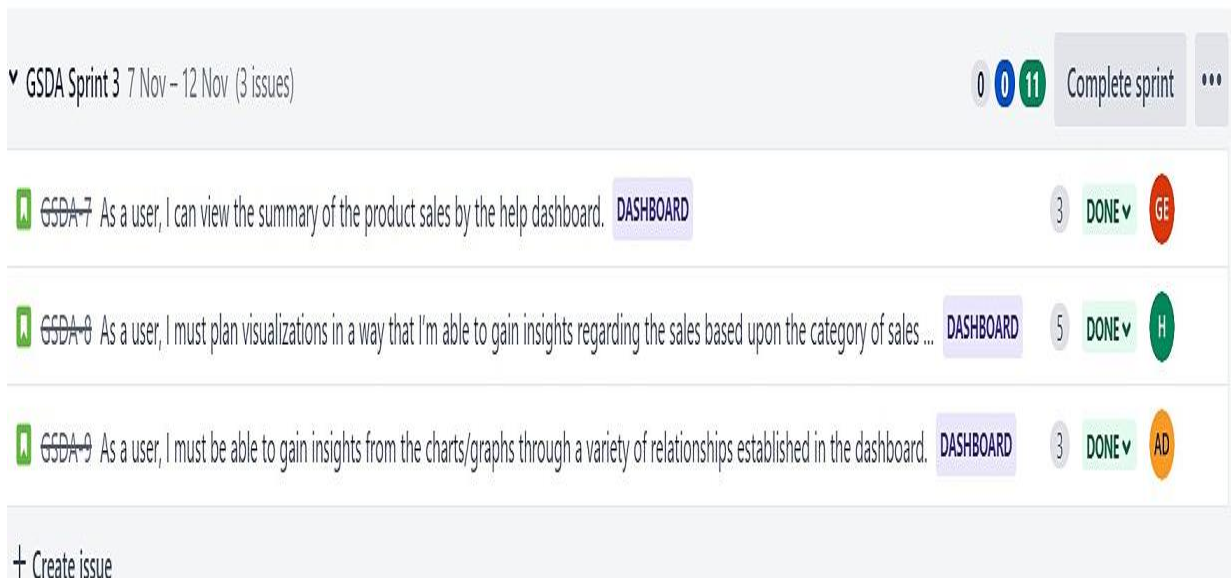 GSDA Sprint 3 7 Nov – 12 Nov (3 issues) 0 0 11 Complete sprint •••
GSDA-7 As a user, I can view the summary of the product sales by the help dashboard. DASHBOARD 3 DONE GE
GSDA-8 As a user, I must plan visualizations in a way that I'm able to gain insights regarding the sales based upon the category of sales ... DASHBOARD 5 DONE H
GSDA-9 As a user, I must be able to gain insights from the charts/graphs through a variety of relationships established in the dashboard. DASHBOARD 3 DONE AD
+ Create issue